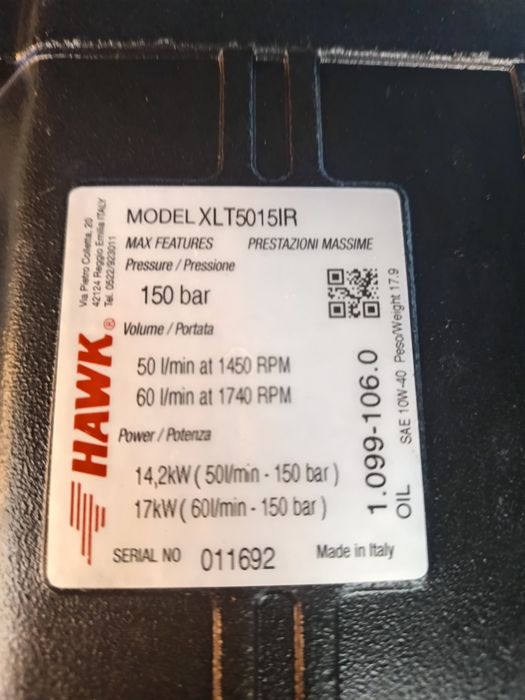 MODEL XLT5015IR
MAX FEATURES PRESTAZIONI MASSIME
Pressure / Pressione
150 bar
Volume / Portata
50 l/min at 1450 RPM
60 l/min at 1740 RPM
Power / Potenza
14,2kW ( 50l/min - 150 bar )
17kW ( 60l/min - 150 bar )
SERIAL NO 011692 Made in Italy
Via Pietro Colletta, 20
42124 Reggio Emilia ITALY
Tel. 0522/923011
HAWK®
1.099-106.0
OIL SAE 10W-40 Peso/Weight 17.9